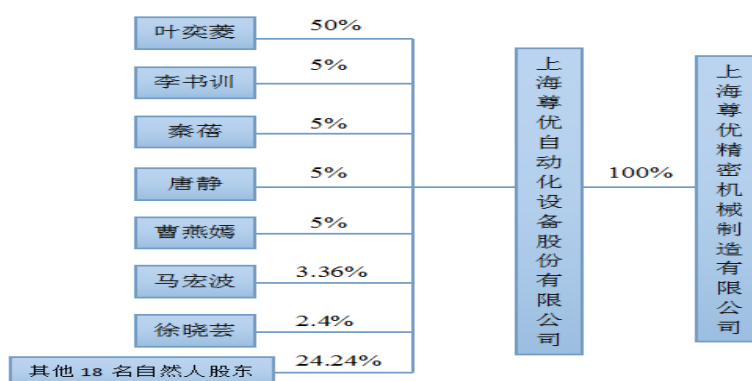 叶奕菱 50%
李书训 5%
秦蓓 5%
唐静 5%
曹燕嫣 5%
马宏波 3.36%
徐晓芸 2.4%
其他 18 名自然人股东 24.24%
上海尊优自动化设备股份有限公司
100%
上海尊优精密机械制造有限公司